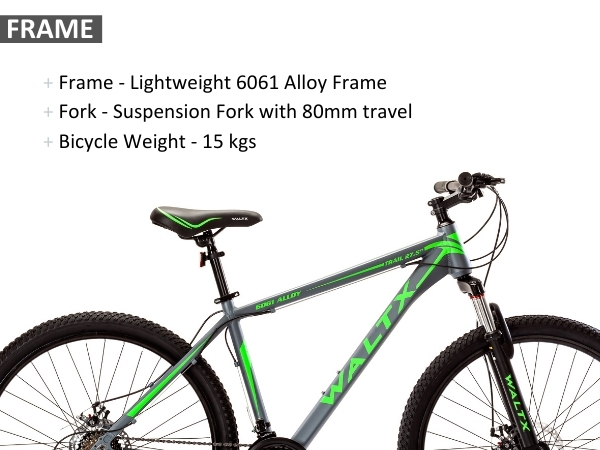 FRAME
+ Frame - Lightweight 6061 Alloy Frame
+ Fork - Suspension Fork with 80mm travel
+ Bicycle Weight - 15 kgs
WALTX
TRAIL 27.5"
6061 ALLOY
WALTX
WALTX